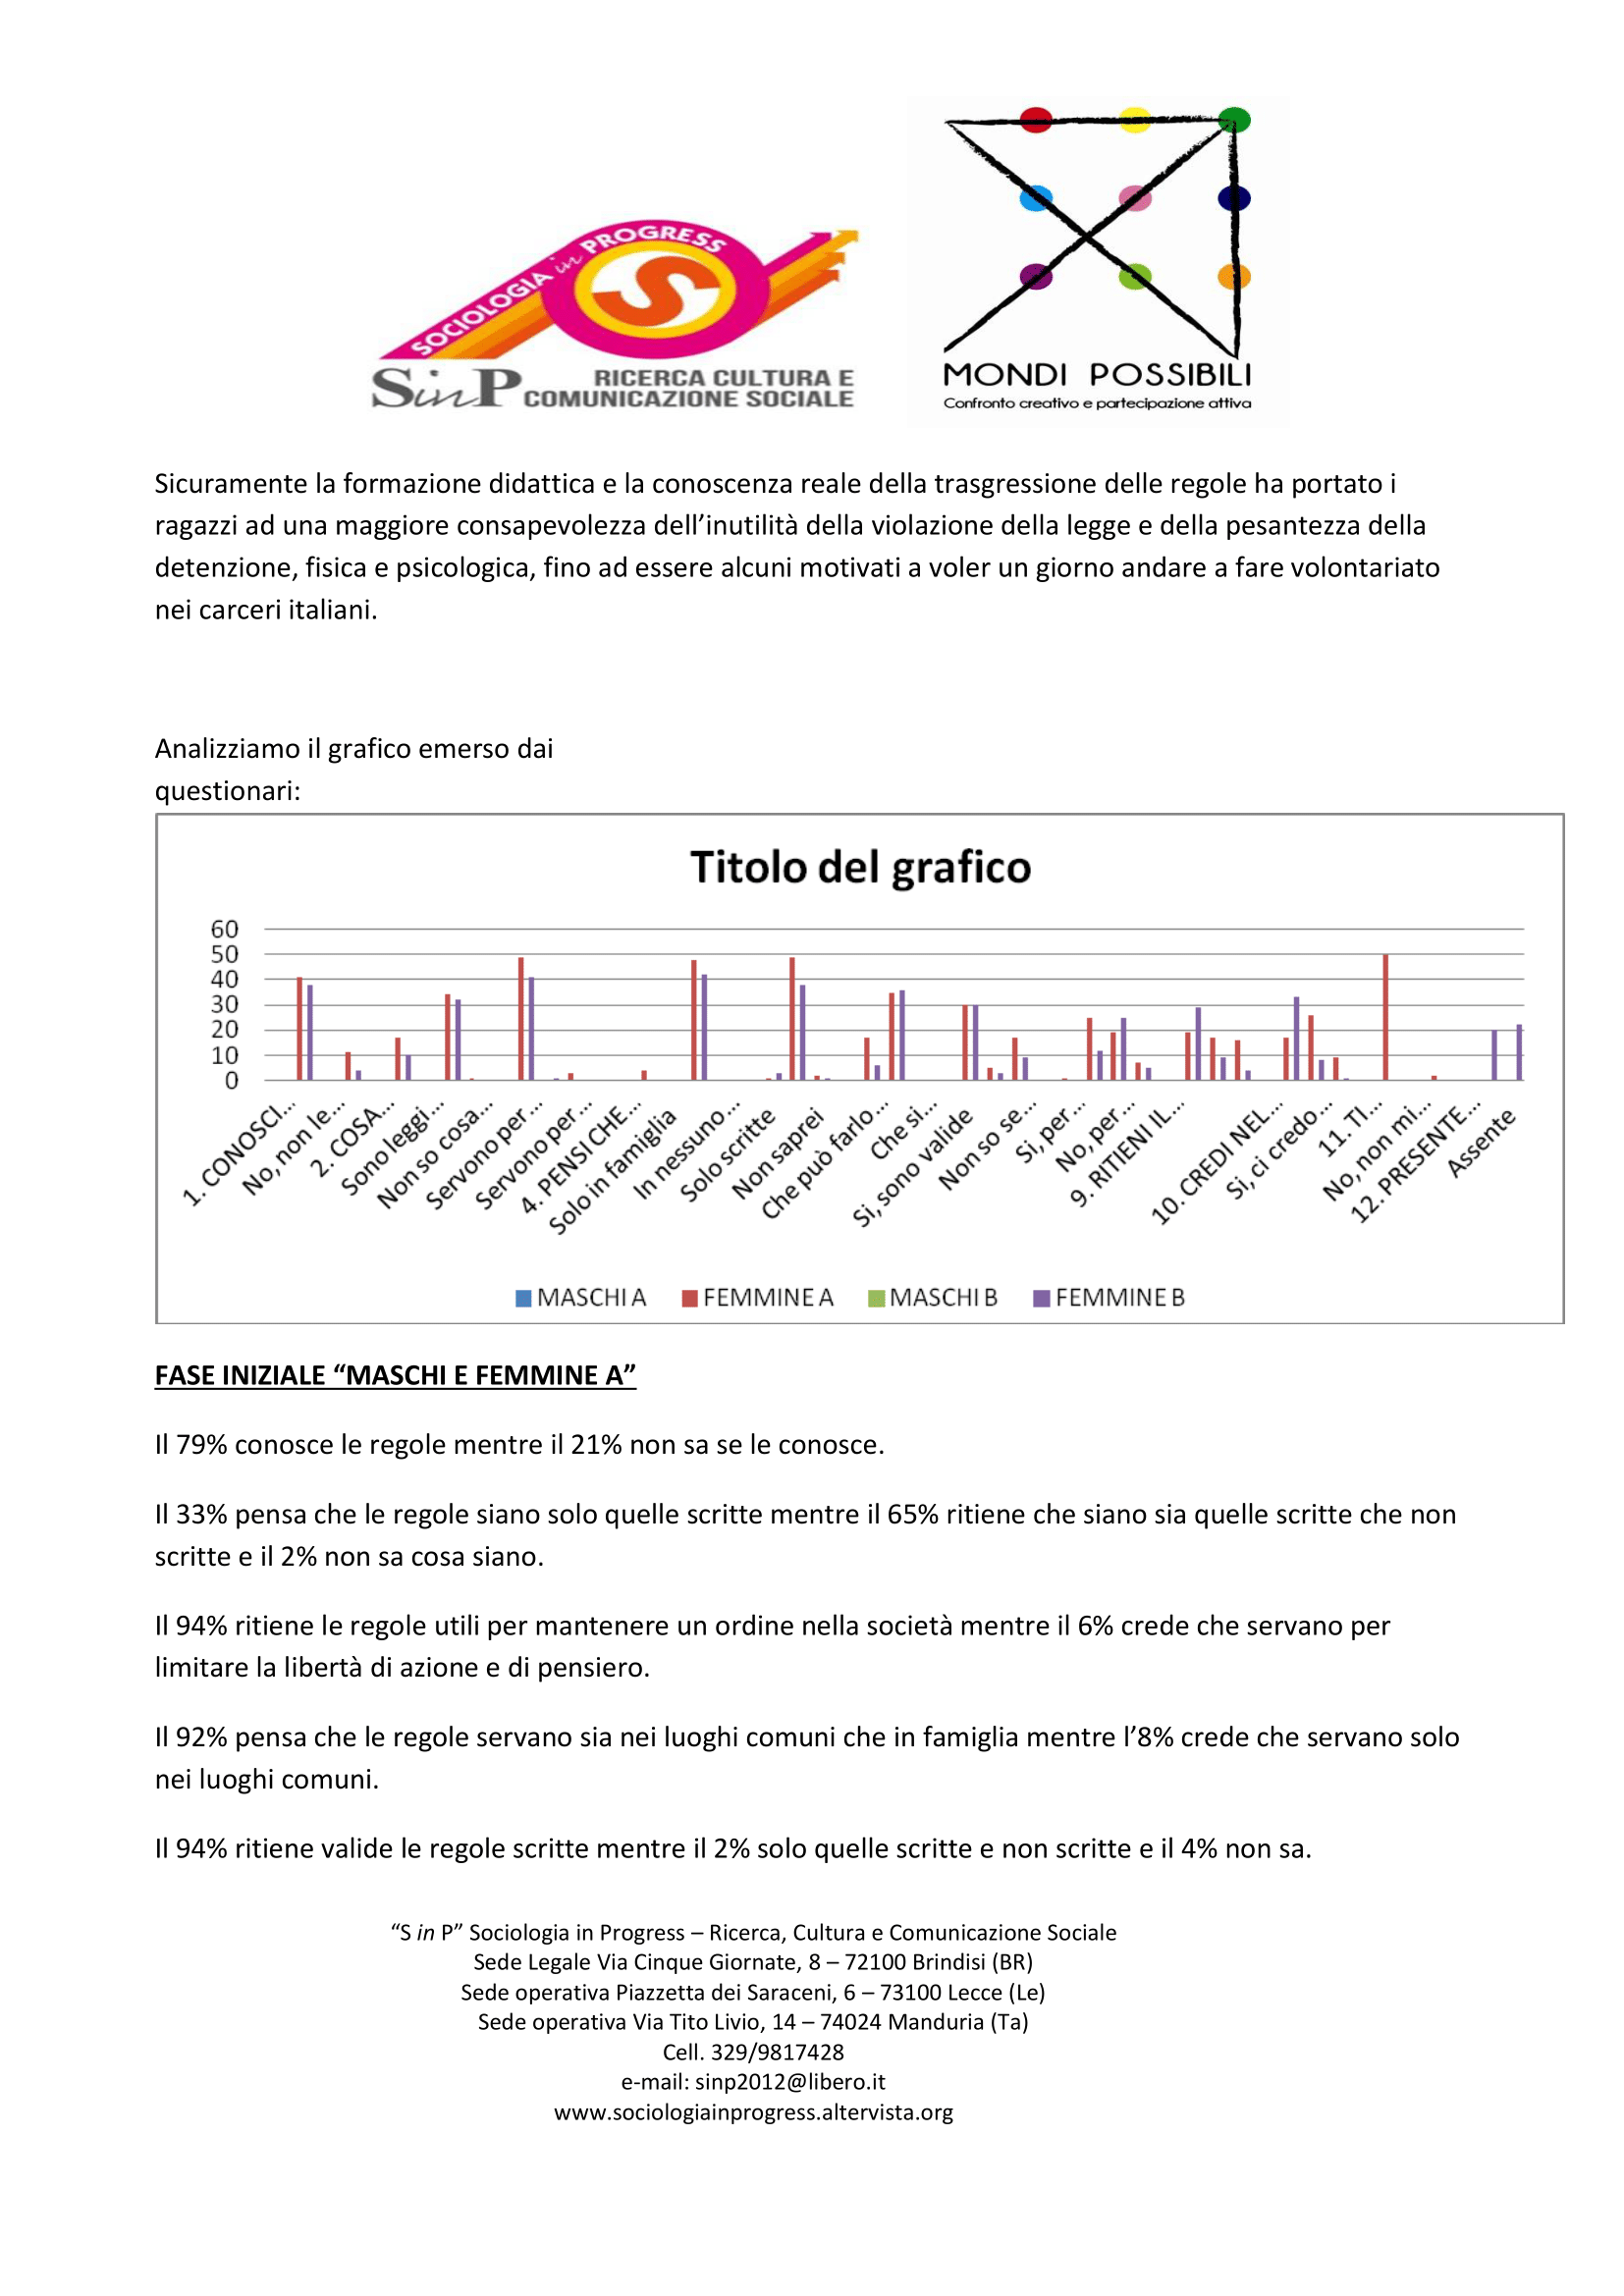 SOCIOLOGIA in PROGRESS
S in P RICERCA CULTURA E
COMUNICAZIONE SOCIALE
MONDI POSSIBILI
Confronto creativo e partecipazione attiva
Sicuramente la formazione didattica e la conoscenza reale della trasgressione delle regole ha portato i
ragazzi ad una maggiore consapevolezza dell’inutilità della violazione della legge e della pesantezza della
detenzione, fisica e psicologica, fino ad essere alcuni motivati a voler un giorno andare a fare volontariato
nei carceri italiani.
Analizziamo il grafico emerso dai
questionari:
Titolo del grafico
60
50
40
30
20
10
0
1. CONOSCI...
No, non le...
2. COSA...
Sono leggi...
Non so cosa...
Servono per...
Servono per...
4. PENSI CHE...
Solo in famiglia
In nessuno...
Solo scritte
Non saprei
Che può farlo...
Che si...
Si, sono valide
Non so se...
Si, per...
No, per...
9. RITIENI IL...
10. CREDI NEL...
Si, ci credo...
11. TI...
No, non mi...
12. PRESENTE...
Assente
MASCHI A FEMMINE A MASCHI B FEMMINE B
FASE INIZIALE “MASCHI E FEMMINE A”
Il 79% conosce le regole mentre il 21% non sa se le conosce.
Il 33% pensa che le regole siano solo quelle scritte mentre il 65% ritiene che siano sia quelle scritte che non
scritte e il 2% non sa cosa siano.
Il 94% ritiene le regole utili per mantenere un ordine nella società mentre il 6% crede che servano per
limitare la libertà di azione e di pensiero.
Il 92% pensa che le regole servano sia nei luoghi comuni che in famiglia mentre l’8% crede che servano solo
nei luoghi comuni.
Il 94% ritiene valide le regole scritte mentre il 2% solo quelle scritte e non scritte e il 4% non sa.
“S in P” Sociologia in Progress – Ricerca, Cultura e Comunicazione Sociale
Sede Legale Via Cinque Giornate, 8 – 72100 Brindisi (BR)
Sede operativa Piazzetta dei Saraceni, 6 – 73100 Lecce (Le)
Sede operativa Via Tito Livio, 14 – 74024 Manduria (Ta)
Cell. 329/9817428
e-mail: sinp2012@libero.it
www.sociologiainprogress.altervista.org